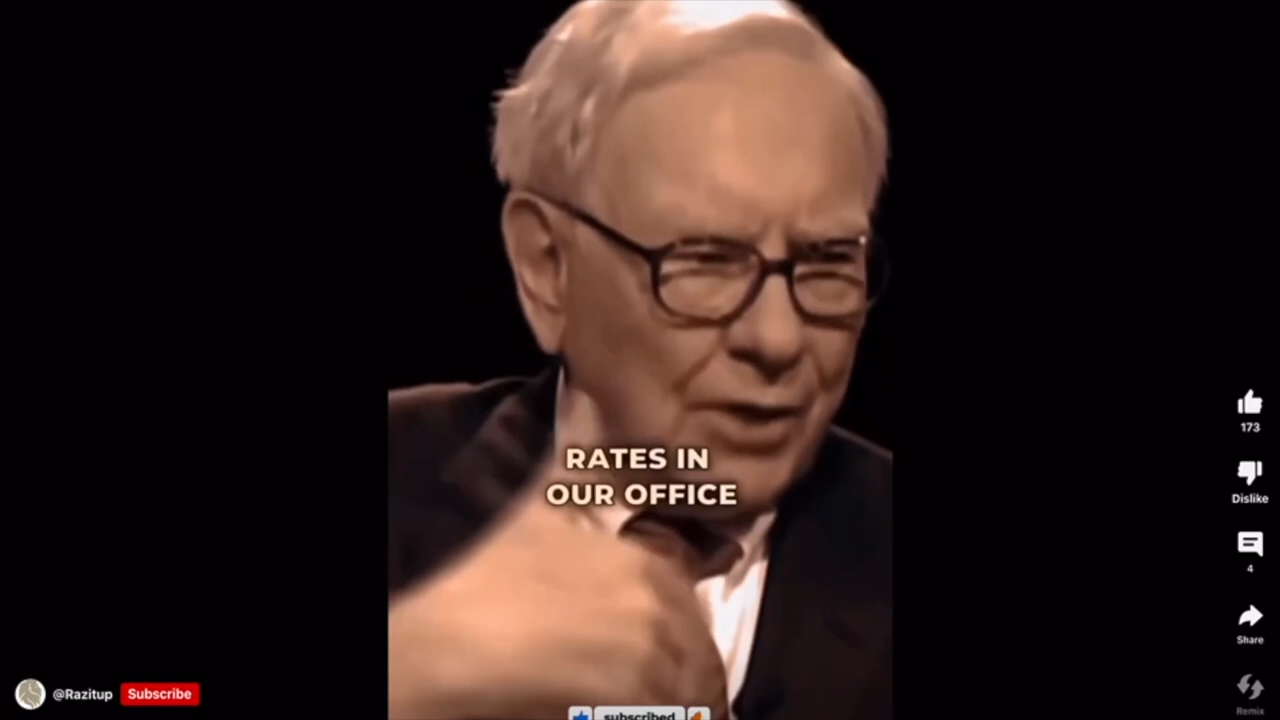 RATES IN
OUR OFFICE
173
Dislike
4
Share
Remix
@Razitup
Subscribe
subscribed